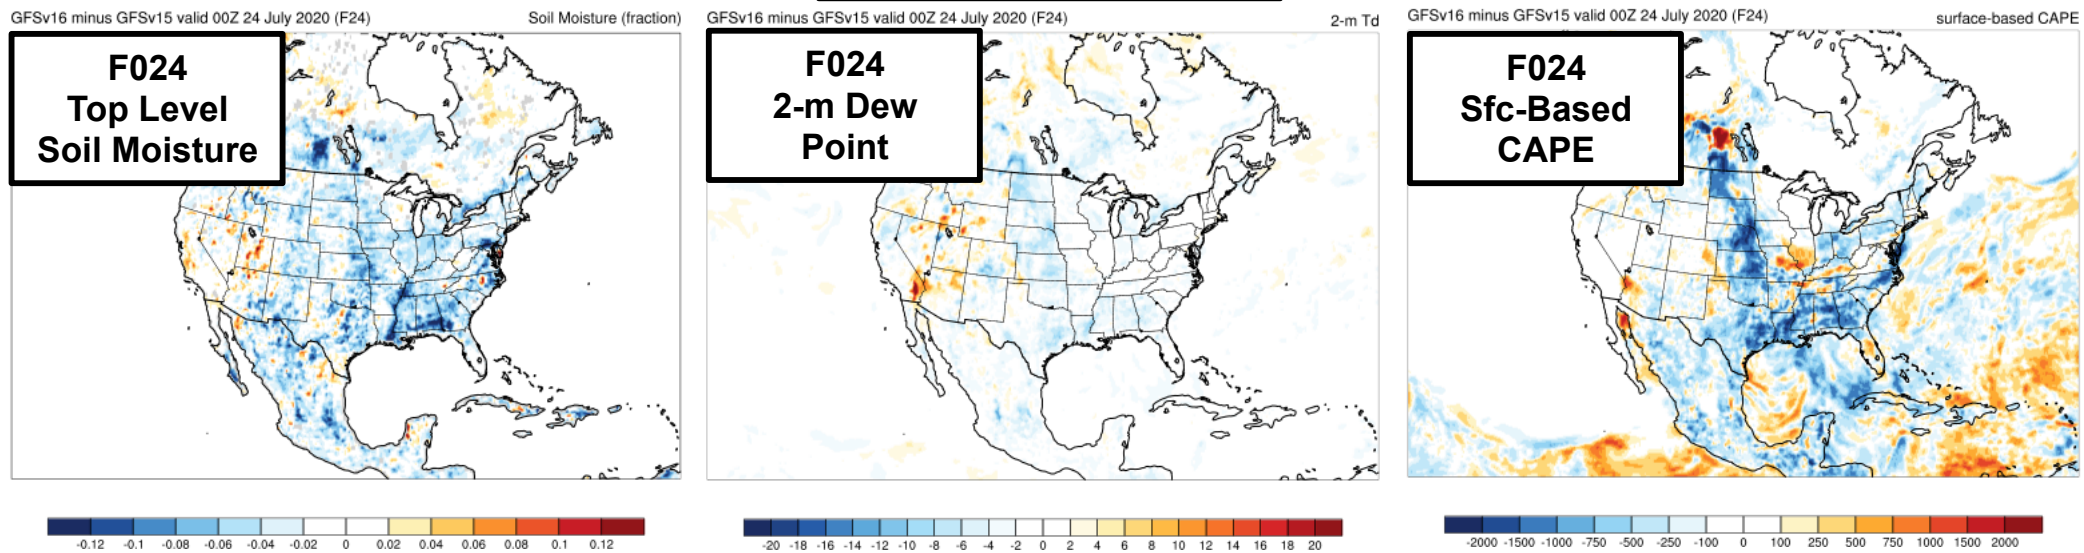 GFSv16 minus GFSv15 valid 00Z 24 July 2020 (F24)
Soil Moisture (fraction)
F024
Top Level
Soil Moisture
-0.12 -0.1 -0.08 -0.06 -0.04 -0.02 0 0.02 0.04 0.06 0.08 0.1 0.12
GFSv16 minus GFSv15 valid 00Z 24 July 2020 (F24)
2-m Td
F024
2-m Dew
Point
-20 -18 -16 -14 -12 -10 -8 -6 -4 -2 0 2 4 6 8 10 12 14 16 18 20
GFSv16 minus GFSv15 valid 00Z 24 July 2020 (F24)
surface-based CAPE
F024
Sfc-Based
CAPE
-2000 -1500 -1000 -750 -500 -250 -100 0 100 250 500 750 1000 1500 2000